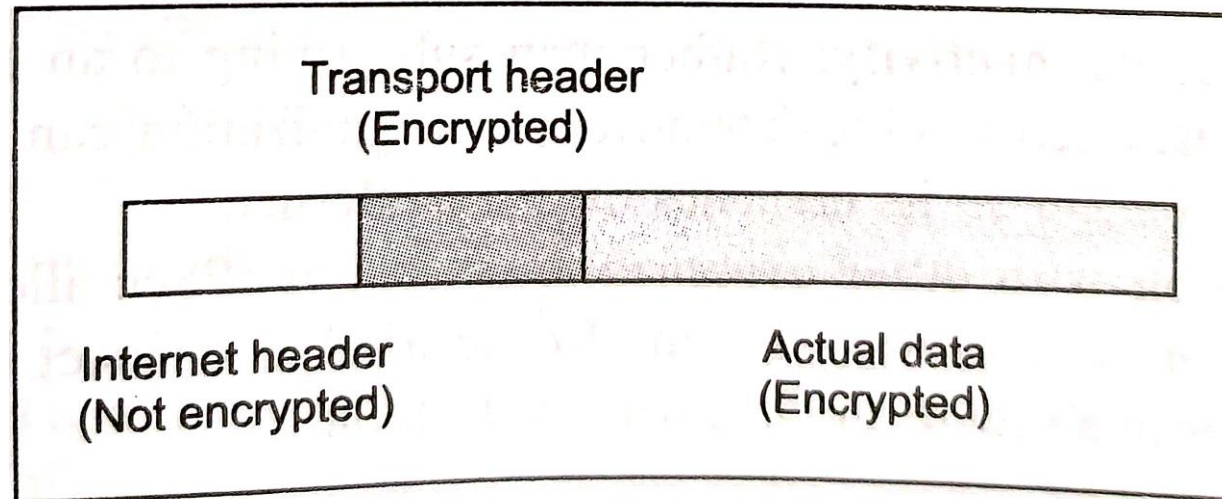 Transport header
(Encrypted)
Internet header
(Not encrypted)
Actual data
(Encrypted)